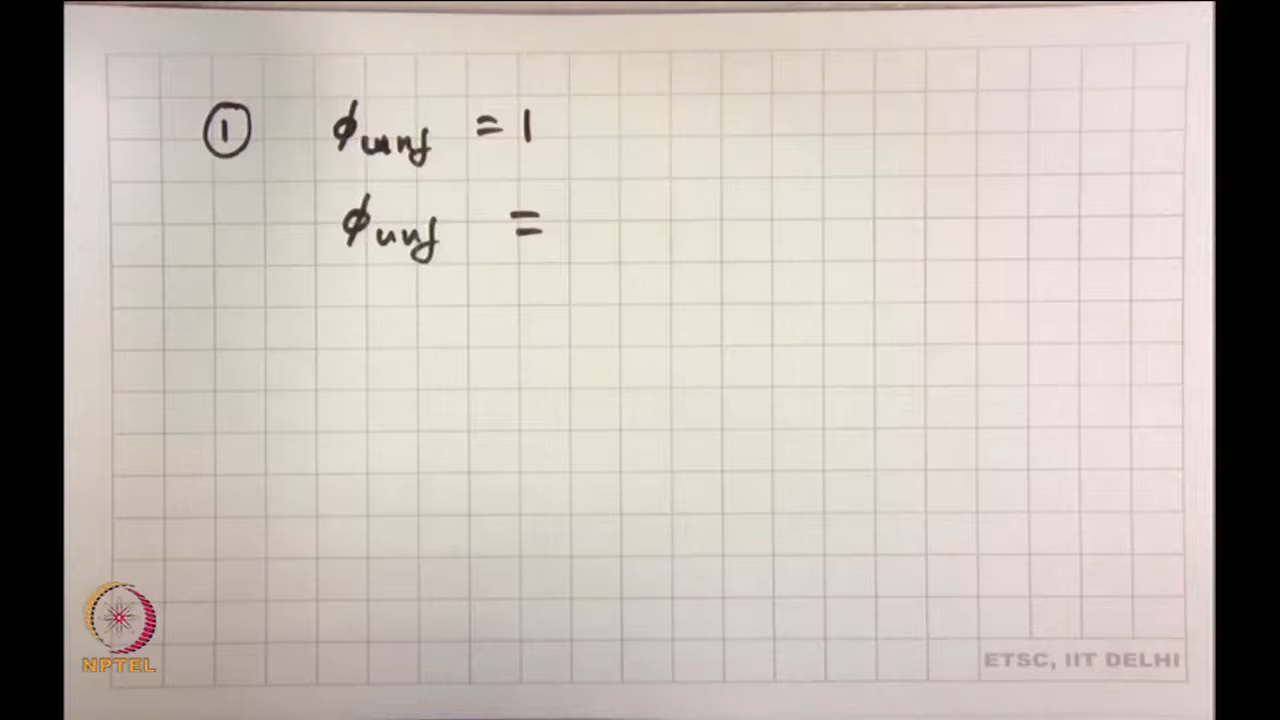 ① ϕunf = 1
ϕunf =
NPTEL
ETSC, IIT DELHI